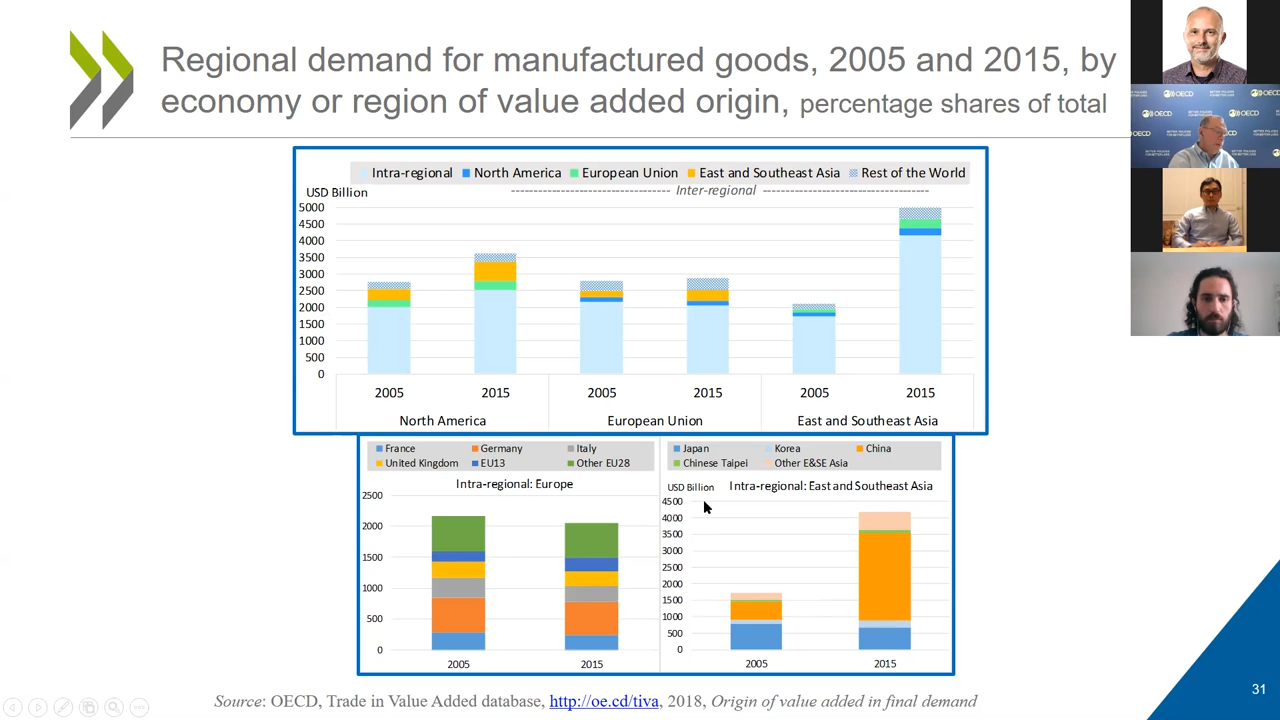 Regional demand for manufactured goods, 2005 and 2015, by
economy or region of value added origin, percentage shares of total
Intra-regional North America European Union East and Southeast Asia Rest of the World
USD Billion
Inter-regional
5000
4500
4000
3500
3000
2500
2000
1500
1000
500
0
2005 2015 2005 2015 2005 2015
North America European Union East and Southeast Asia
France Germany Italy
United Kingdom EU13 Other EU28
Intra-regional: Europe
2500
2000
1500
1000
500
0
2005 2015
Japan Korea China
Chinese Taipei Other E&SE Asia
USD Billion Intra-regional: East and Southeast Asia
4500
4000
3500
3000
2500
2000
1500
1000
500
0
2005 2015
Source: OECD, Trade in Value Added database, http://oe.cd/tiva, 2018, Origin of value added in final demand
31
OECD
OECD
OECD
OECD